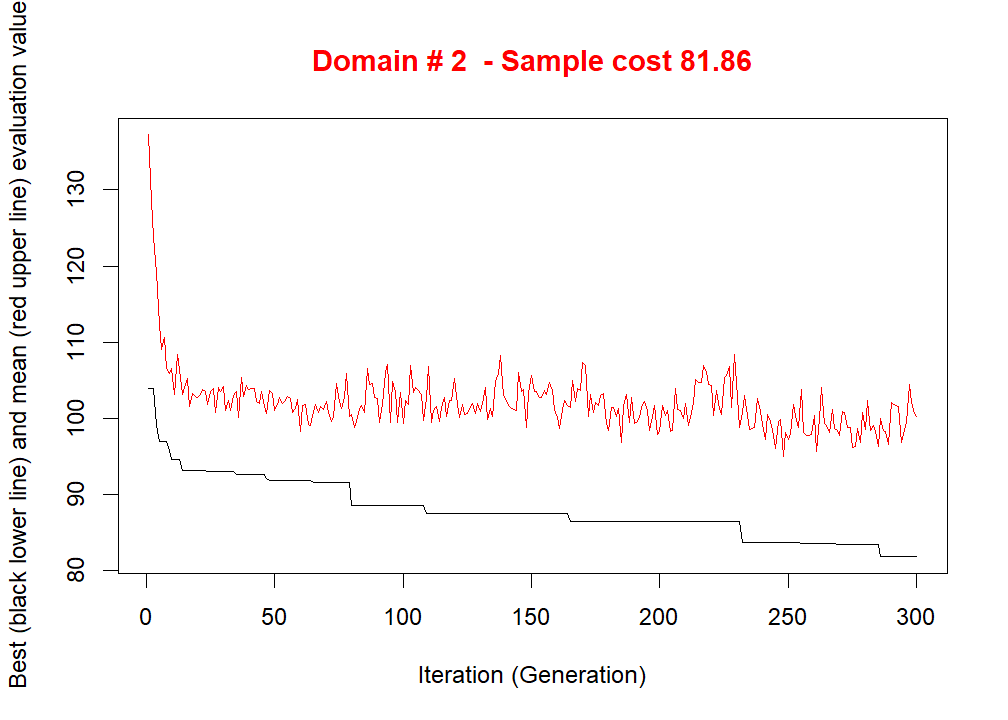 Domain # 2  - Sample cost 81.86
Best (black lower line) and mean (red upper line) evaluation value
130
120
110
100
90
80
0 50 100 150 200 250 300
Iteration (Generation)